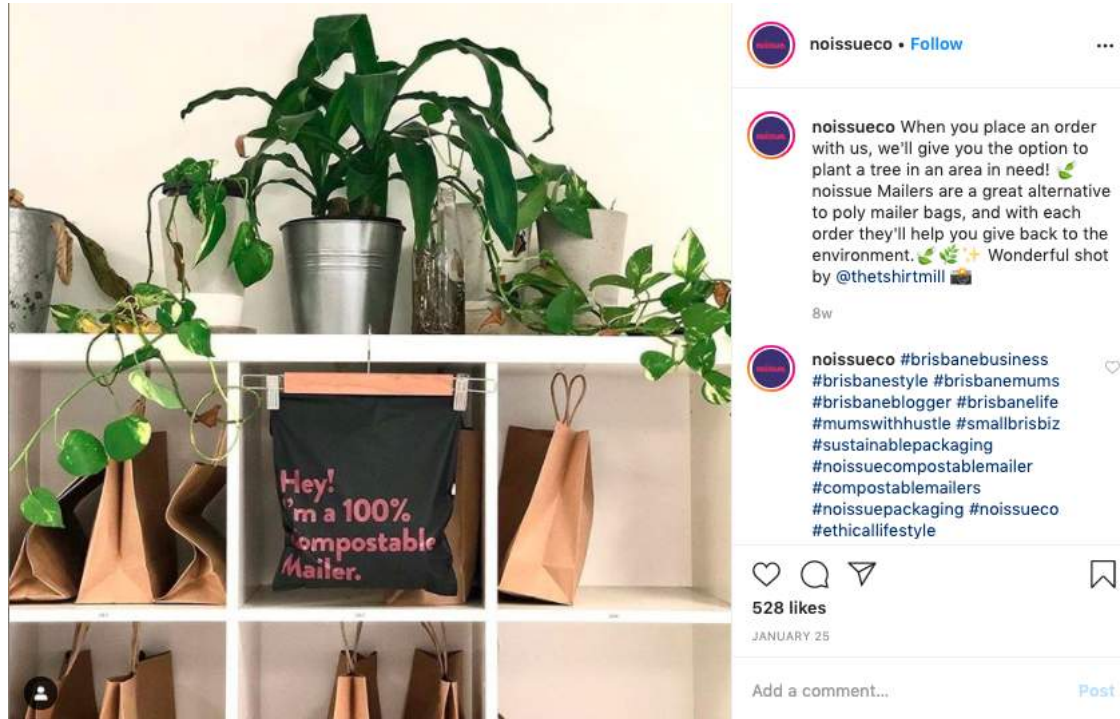 noissueco • Follow
noissueco When you place an order
with us, we'll give you the option to
plant a tree in an area in need! 🍃
noissue Mailers are a great alternative
to poly mailer bags, and with each
order they'll help you give back to the
environment.🍃🌿✨ Wonderful shot
by @thetshirtmill 📸
8w
noissueco #brisbanebusiness
#brisbanestyle #brisbanemums
#brisbaneblogger #brisbanelife
#mumswithhustle #smallbrisbiz
#sustainablepackaging
#noissuecompostablemailer
#compostablemailers
#noissuepackaging #noissueco
#ethicallifestyle
528 likes
JANUARY 25
Add a comment... Post
Hey!
I'm a 100%
Compostable
Mailer.